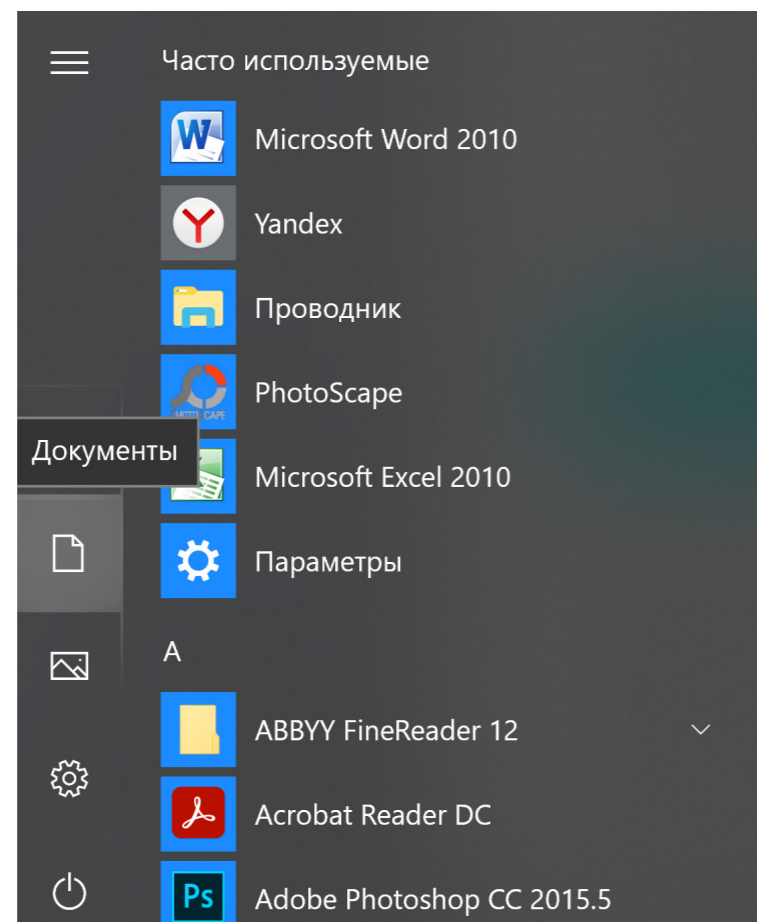 Часто используемые
Microsoft Word 2010
Yandex
Проводник
PhotoScape
Документы
Microsoft Excel 2010
Параметры
A
ABBYY FineReader 12
Acrobat Reader DC
Ps
Adobe Photoshop CC 2015.5